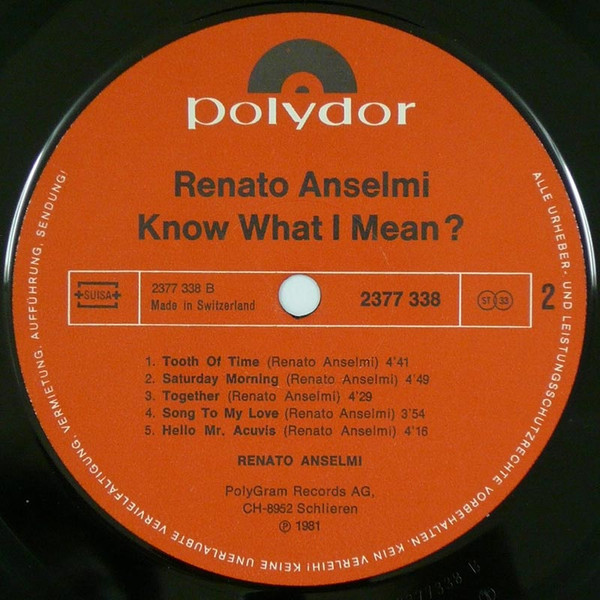 polydor
Renato Anselmi
Know What I Mean?
+SUISA+
2377 338 B
Made in Switzerland
2377 338
ST 33
2
1. Tooth Of Time (Renato Anselmi) 4'41
2. Saturday Morning (Renato Anselmi) 4'49
3. Together (Renato Anselmi) 4'29
4. Song To My Love (Renato Anselmi) 3'54
5. Hello Mr. Acuvis (Renato Anselmi) 4'16
RENATO ANSELMI
PolyGram Records AG,
CH-8952 Schlieren
℗ 1981
ALLE URHEBER- UND LEISTUNGSSCHUTZRECHTE VORBEHALTEN. KEIN VERLEIH! KEINE UNERLAUBTE VERVIELFÄLTIGUNG, VERMIETUNG, AUFFÜHRUNG, SENDUNG!
2377 338 B